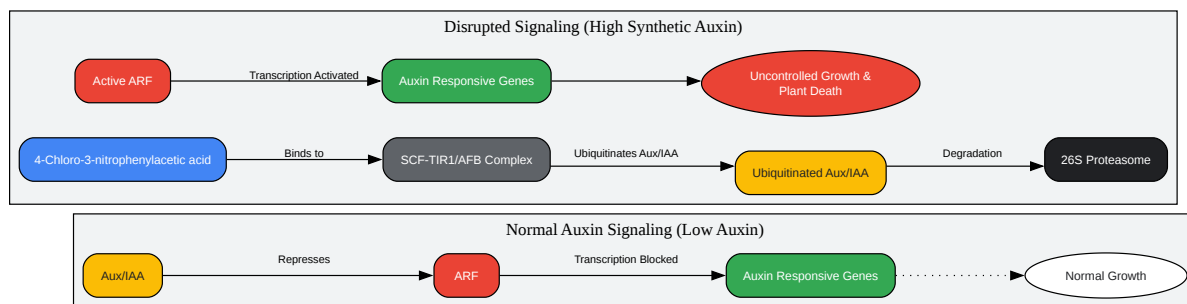 Disrupted Signaling (High Synthetic Auxin)
Active ARF
Transcription Activated
Auxin Responsive Genes
Uncontrolled Growth &
Plant Death
4-Chloro-3-nitrophenylacetic acid
Binds to
SCF-TIR1/AFB Complex
Ubiquitinates Aux/IAA
Ubiquitinated Aux/IAA
Degradation
26S Proteasome
Normal Auxin Signaling (Low Auxin)
Aux/IAA
Represses
ARF
Transcription Blocked
Auxin Responsive Genes
Normal Growth